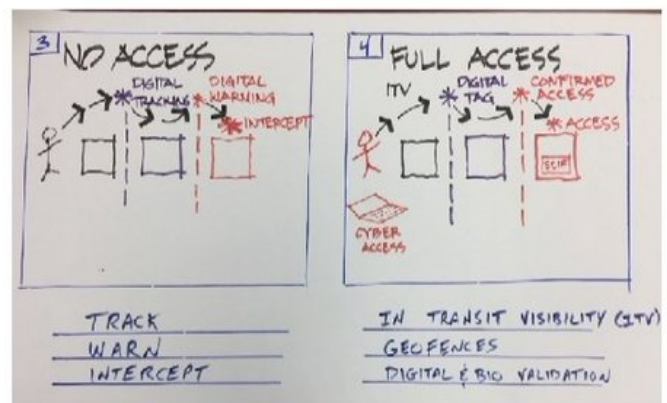 3
NO ACCESS
DIGITAL
TRACKING
DIGITAL
WARNING
INTERCEPT
TRACK
WARN
INTERCEPT
4
FULL ACCESS
ITV
DIGITAL
TAG
CONFIRMED
ACCESS
ACCESS
SCIF
CYBER
ACCESS
IN TRANSIT VISIBILITY (ITV)
GEOFENCES
DIGITAL & BIO VALIDATION